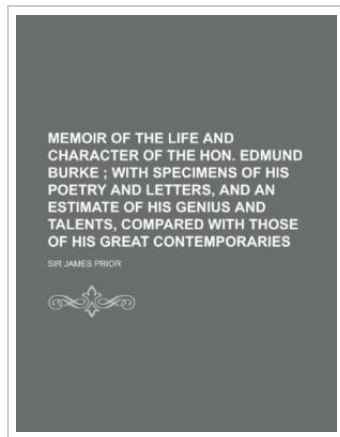 MEMOIR OF THE LIFE AND
CHARACTER OF THE HON. EDMUND
BURKE ; WITH SPECIMENS OF HIS
POETRY AND LETTERS, AND AN
ESTIMATE OF HIS GENIUS AND
TALENTS, COMPARED WITH THOSE
OF HIS GREAT CONTEMPORARIES
SIR JAMES PRIOR